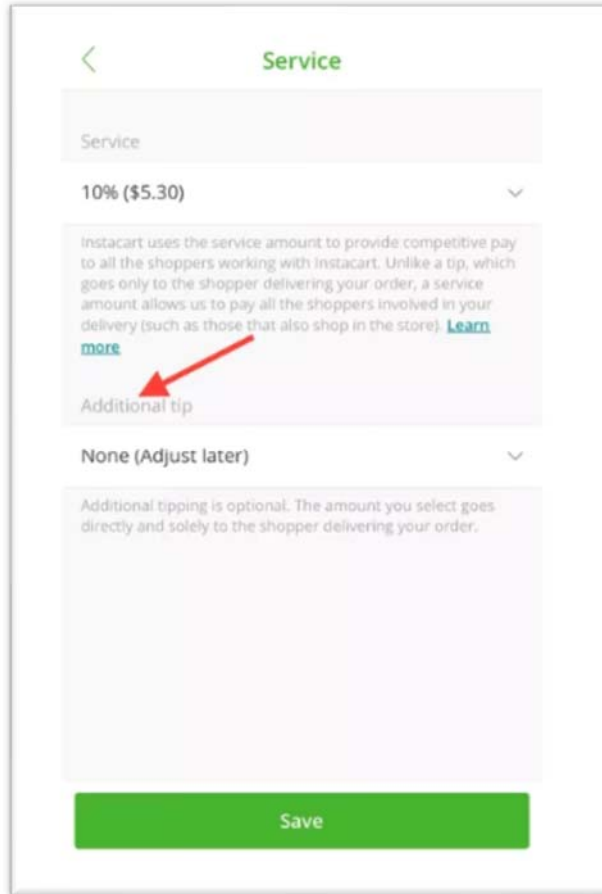 Service
Service
10% ($5.30)
Instacart uses the service amount to provide competitive pay
to all the shoppers working with Instacart. Unlike a tip, which
goes only to the shopper delivering your order, a service
amount allows us to pay all the shoppers involved in your
delivery (such as those that also shop in the store). Learn
more
Additional tip
None (Adjust later)
Additional tipping is optional. The amount you select goes
directly and solely to the shopper delivering your order.
Save